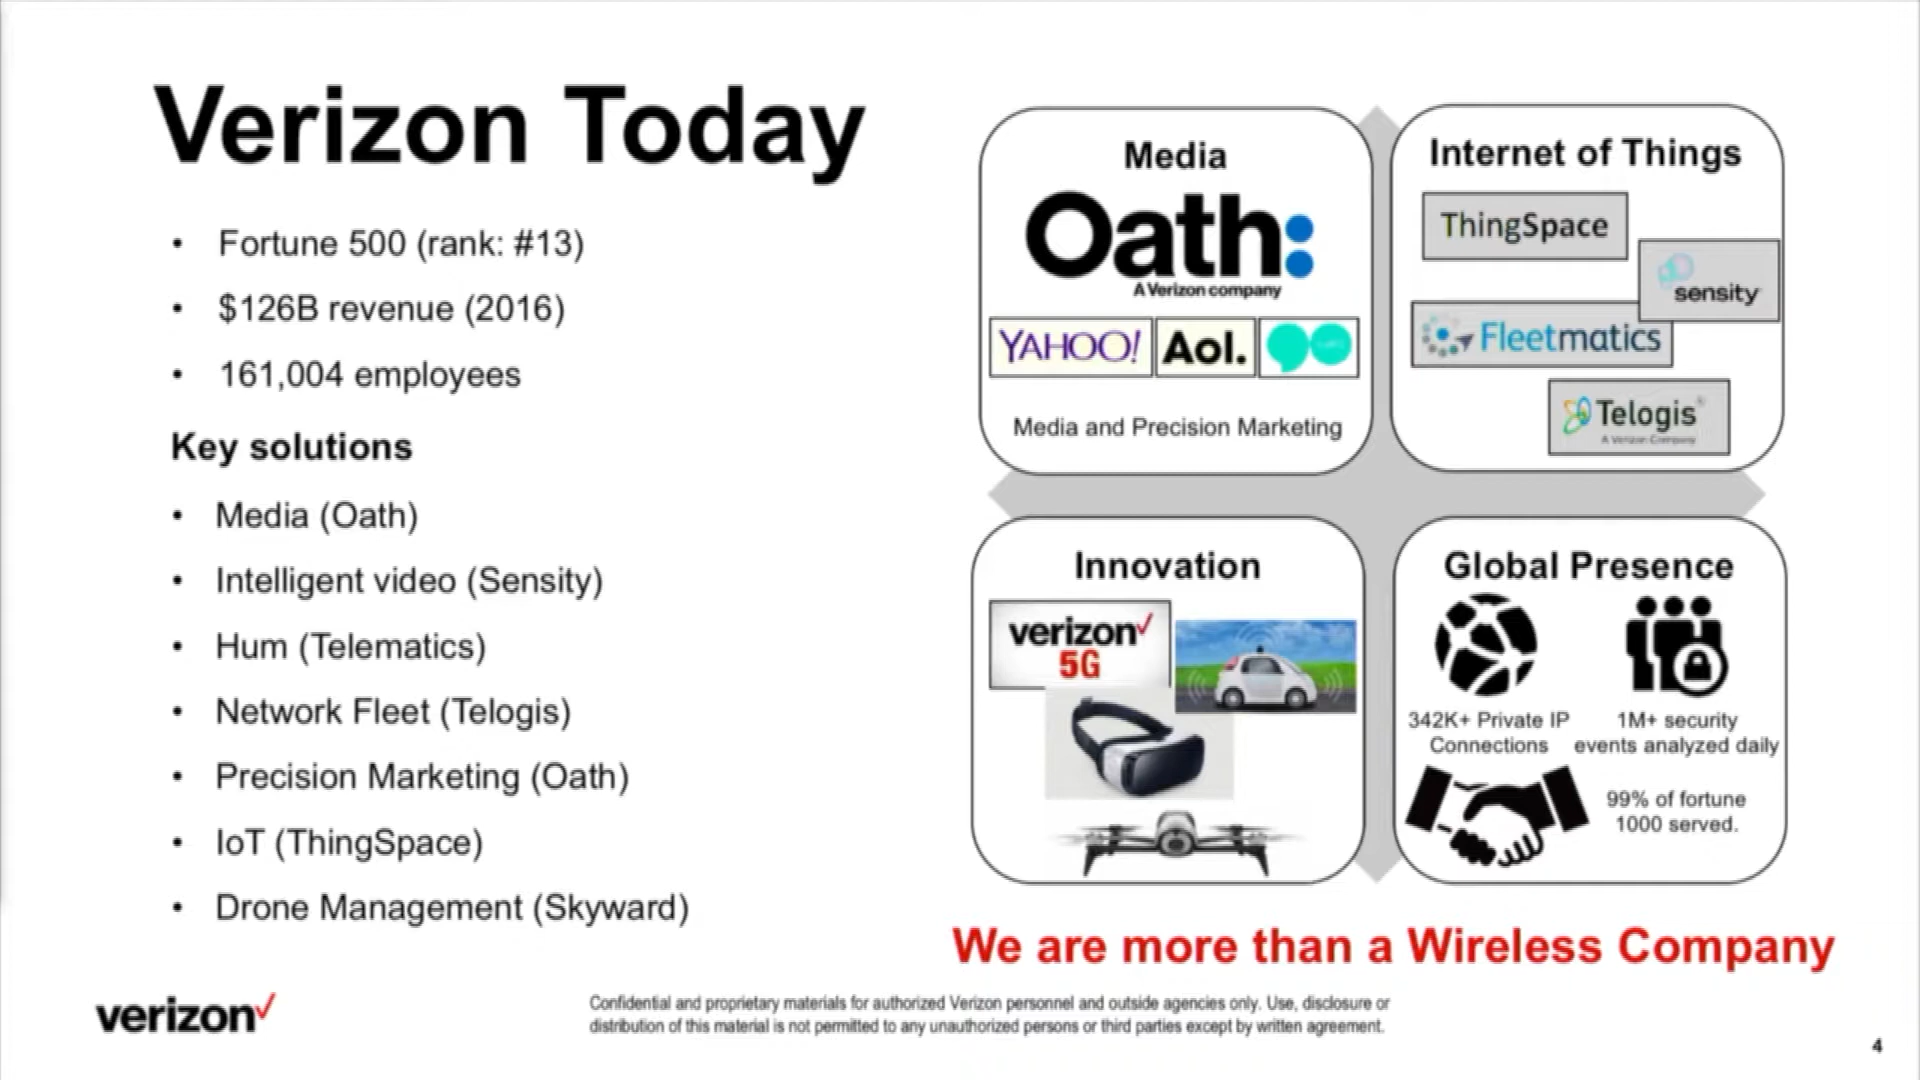 Verizon Today
• Fortune 500 (rank: #13)
• $126B revenue (2016)
• 161,004 employees
Key solutions
• Media (Oath)
• Intelligent video (Sensity)
• Hum (Telematics)
• Network Fleet (Telogis)
• Precision Marketing (Oath)
• IoT (ThingSpace)
• Drone Management (Skyward)
Media
Oath:
A Verizon company
YAHOO!
Aol.
Media and Precision Marketing
Internet of Things
ThingSpace
sensity
Fleetmatics
Telogis®
A Verizon Company
Innovation
verizon✓
5G
Global Presence
342K+ Private IP
Connections
1M+ security
events analyzed daily
99% of fortune
1000 served.
We are more than a Wireless Company
verizon✓
Confidential and proprietary materials for authorized Verizon personnel and outside agencies only. Use, disclosure or
distribution of this material is not permitted to any unauthorized persons or third parties except by written agreement.
4